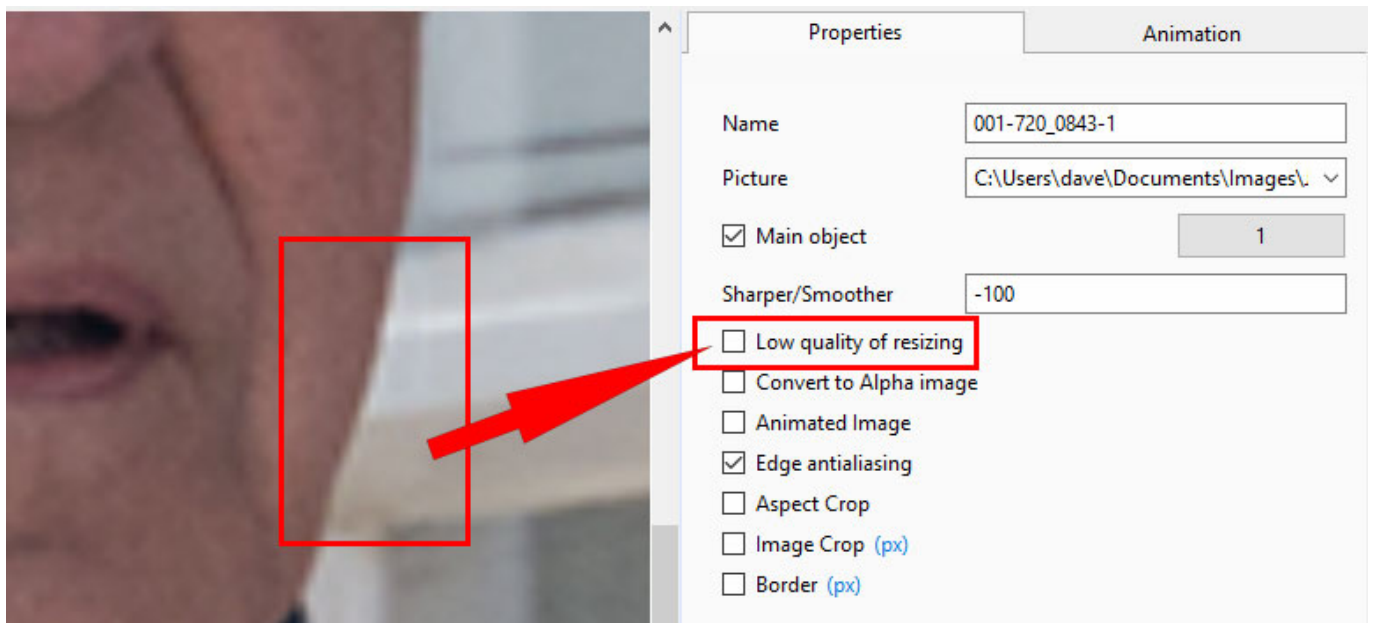 Properties
Animation
Name
001-720_0843-1
Picture
C:\Users\dave\Documents\Images\.
Main object
1
Sharper/Smoother
-100
Low quality of resizing
Convert to Alpha image
Animated Image
Edge antialiasing
Aspect Crop
Image Crop (px)
Border (px)